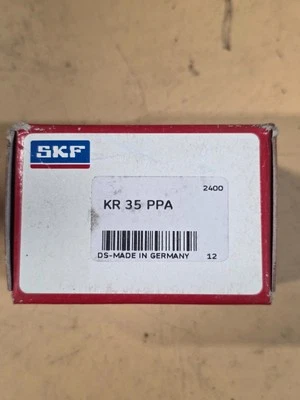 SKF
2400
KR 35 PPA
DS-MADE IN GERMANY 12